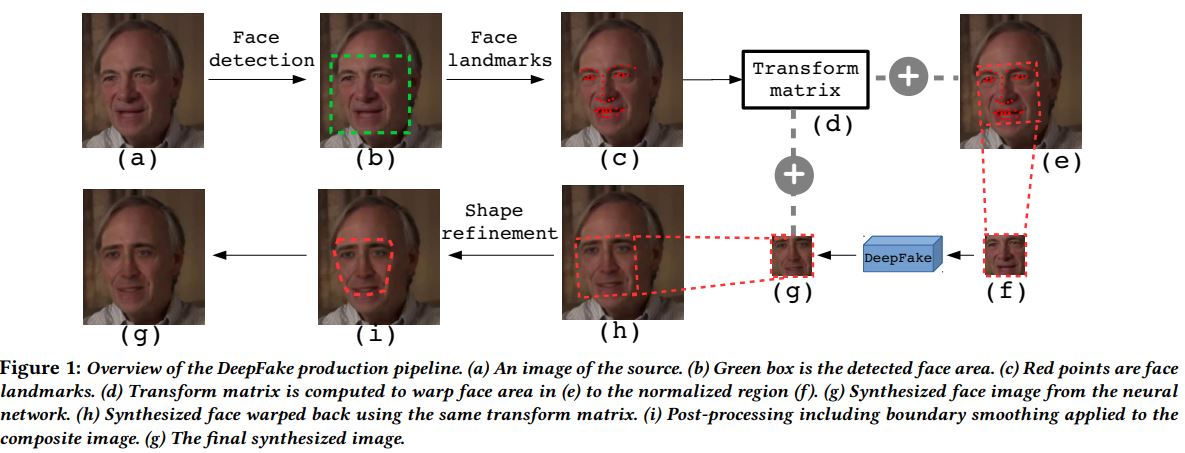 Face
detection
Face
landmarks
Transform
matrix
(a)
(b)
(c)
(d)
(e)
Shape
refinement
DeepFake
(g)
(i)
(h)
(g)
(f)
Figure 1: Overview of the DeepFake production pipeline. (a) An image of the source. (b) Green box is the detected face area. (c) Red points are face
landmarks. (d) Transform matrix is computed to warp face area in (e) to the normalized region (f). (g) Synthesized face image from the neural
network. (h) Synthesized face warped back using the same transform matrix. (i) Post-processing including boundary smoothing applied to the
composite image. (g) The final synthesized image.